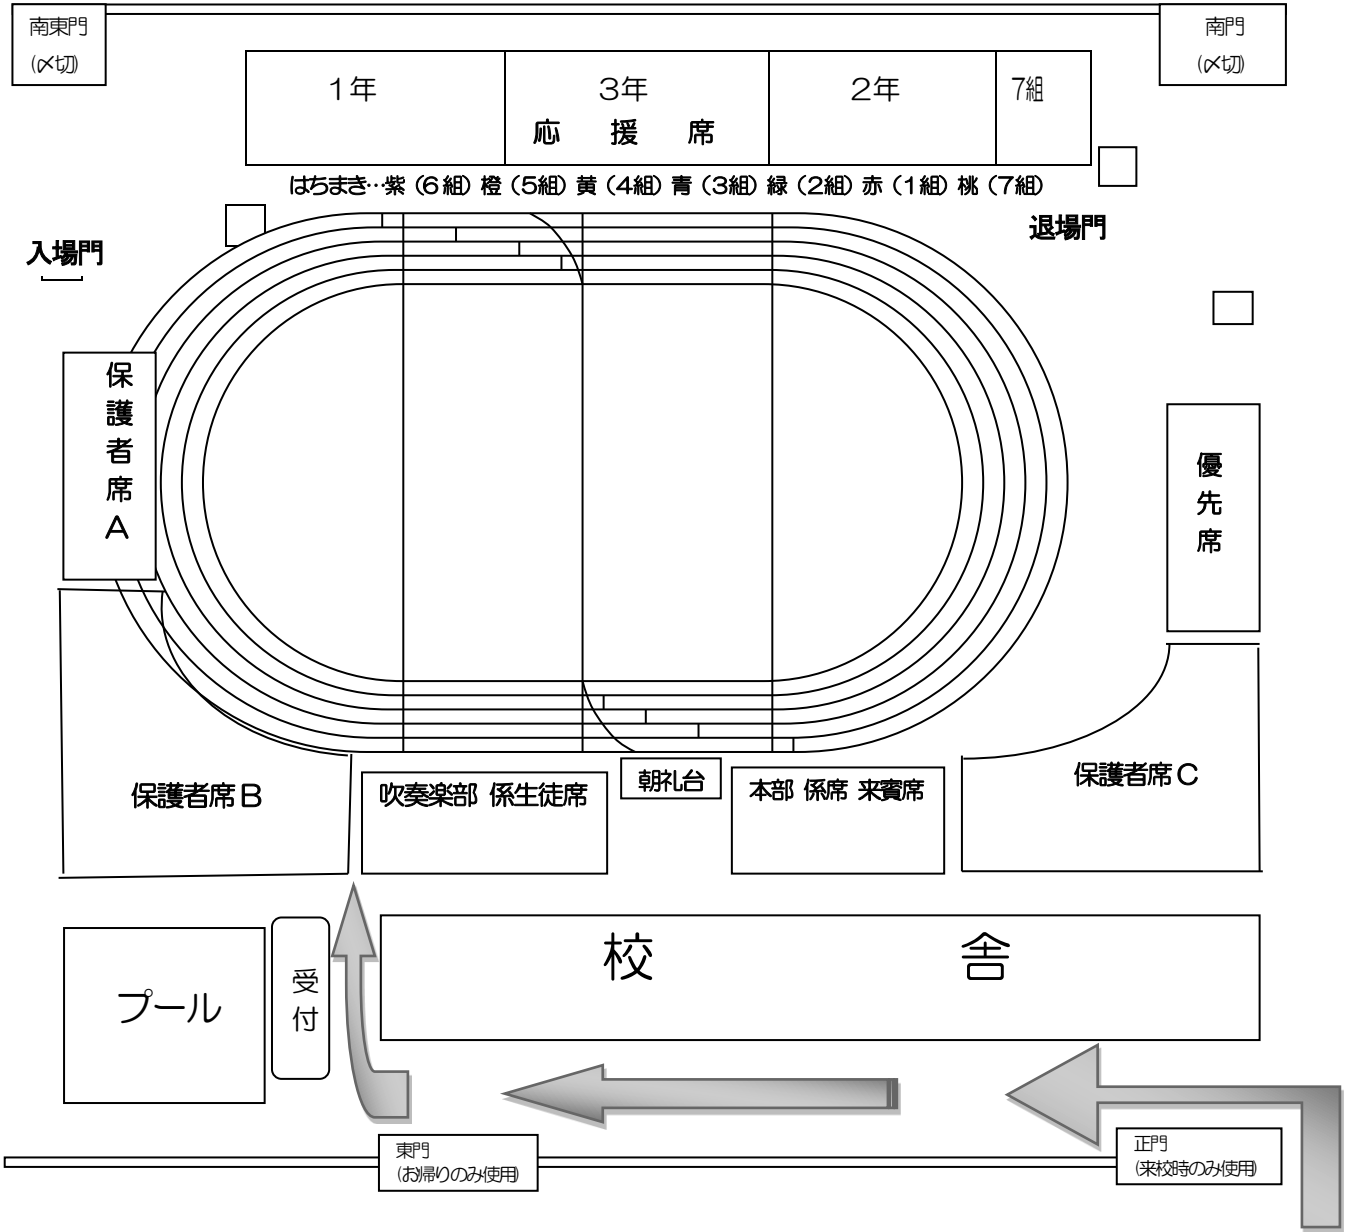 南東門
(〆切)
南門
(〆切)
１年
３年
２年
７組
応　援　席
はちまき…紫（６組）橙（５組）黄（４組）青（３組）緑（２組）赤（１組）桃（７組）
入場門
退場門
保護者席Ａ
優先席
保護者席Ｂ
吹奏楽部 係生徒席
朝礼台
本部 係席 来賓席
保護者席Ｃ
プール
受付
校　舎
東門
(お帰りのみ使用)
正門
(来校時のみ使用)